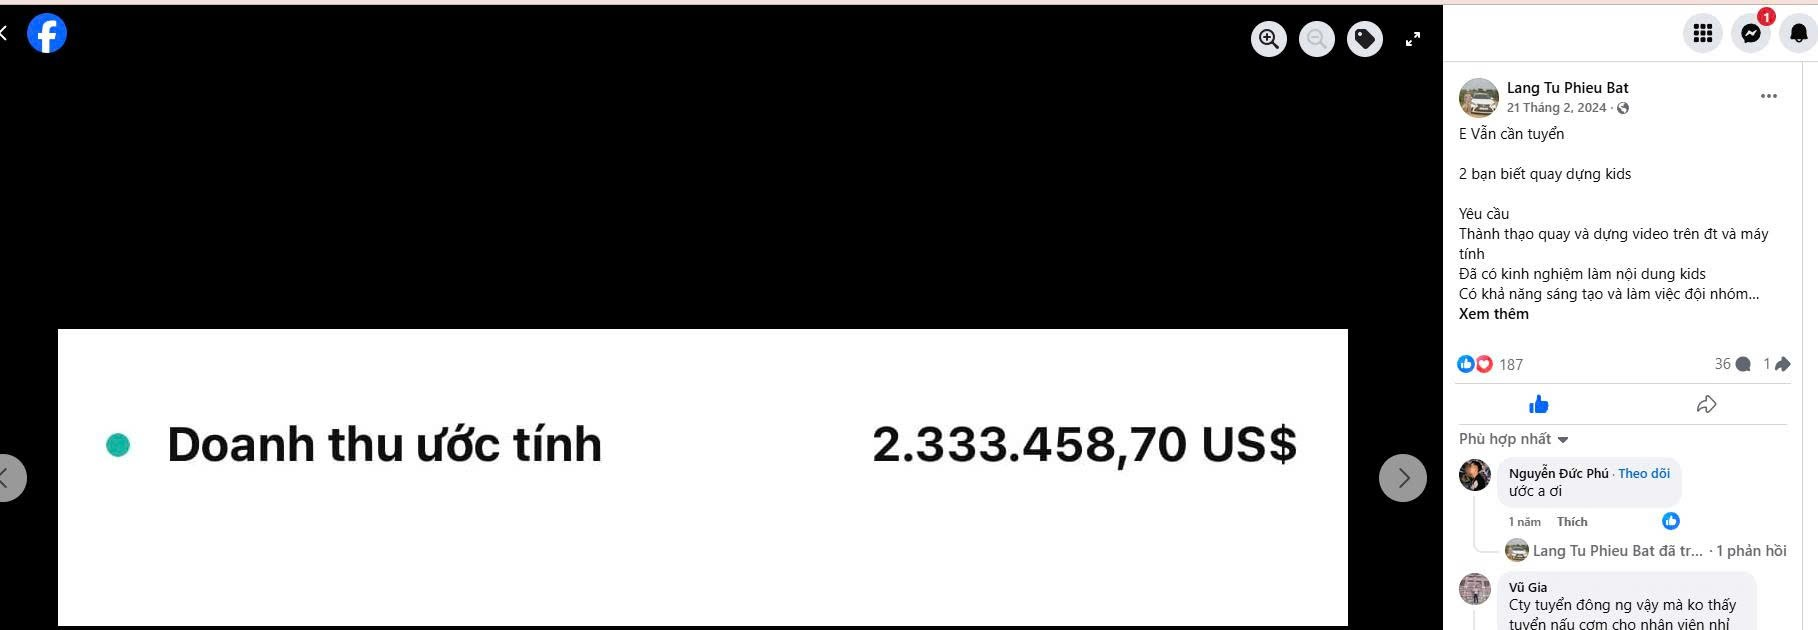 Doanh thu ước tính 2.333.458,70 US$
1
Lang Tu Phieu Bat
21 Tháng 2, 2024 ·
E Vẫn cần tuyển
2 bạn biết quay dựng kids
Yêu cầu
Thành thạo quay và dựng video trên đt và máy
tính
Đã có kinh nghiệm làm nội dung kids
Có khả năng sáng tạo và làm việc đội nhóm...
Xem thêm
187 36 1
Phù hợp nhất
Nguyễn Đức Phú · Theo dõi
ước a ơi
1 năm Thích
Lang Tu Phieu Bat đã tr... · 1 phản hồi
Vũ Gia
Cty tuyển đông ng vậy mà ko thấy
tuyển nấu cơm cho nhân viên nhỉ